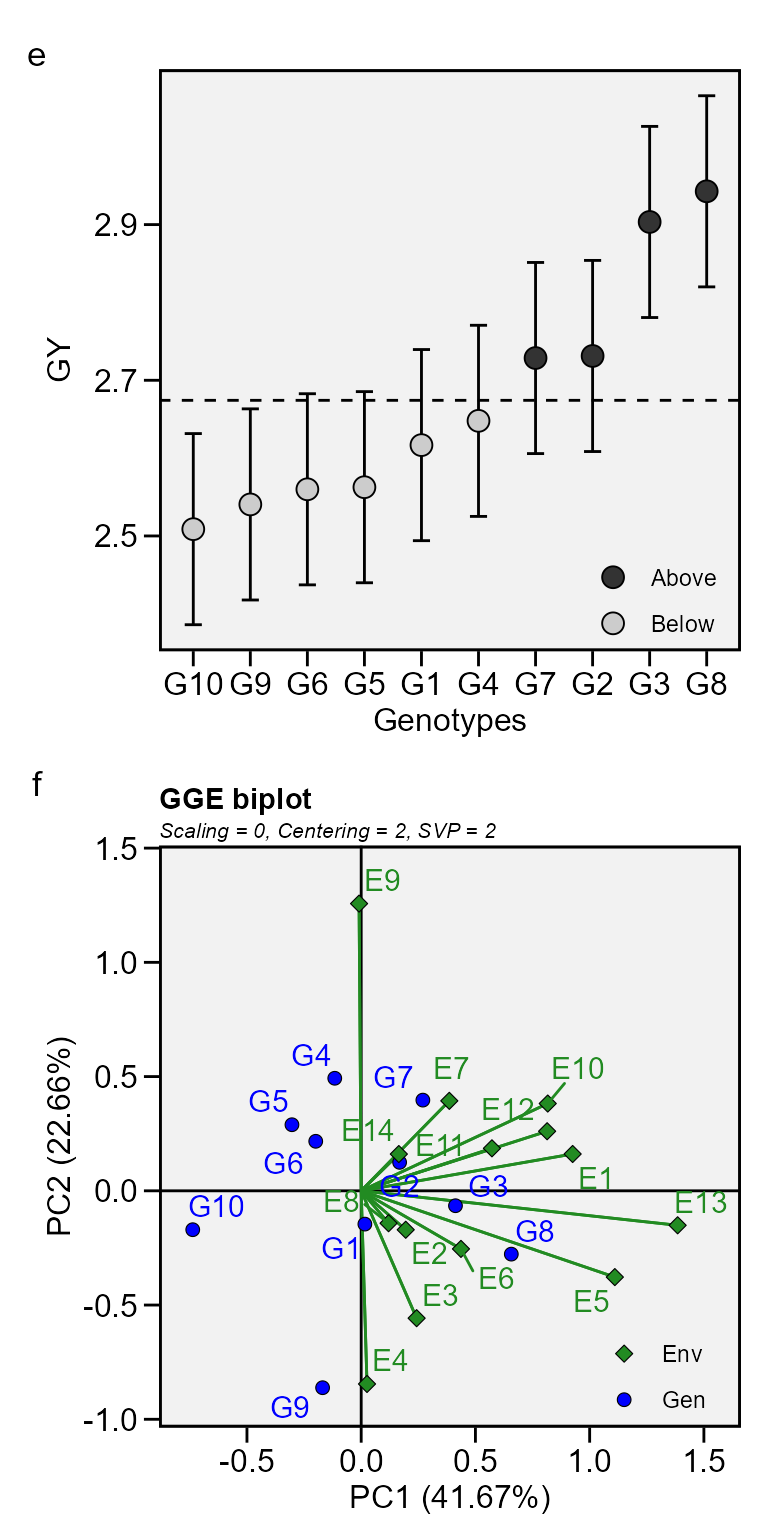 e
GY
2.9
2.7
2.5
Above
Below
G10 G9 G6 G5 G1 G4 G7 G2 G3 G8
Genotypes
f
GGE biplot
Scaling = 0, Centering = 2, SVP = 2
PC2 (22.66%)
1.5
1.0
0.5
0.0
-0.5
-1.0
E9
G4
G7
E7
E10
G5
E12
E14
E11
G6
E1
G2
G3
E13
E8
G10
G8
G1
E2
E6
E3
E5
E4
G9
Env
Gen
-0.5 0.0 0.5 1.0 1.5
PC1 (41.67%)